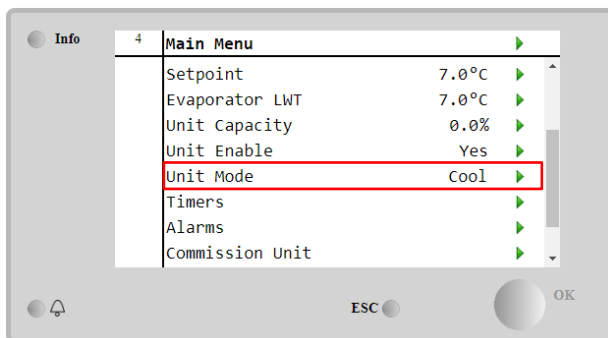 Info
4 Main Menu
Setpoint 7.0°C
Evaporator LWT 7.0°C
Unit Capacity 0.0%
Unit Enable Yes
Unit Mode Cool
Timers
Alarms
Commission Unit
ESC
OK